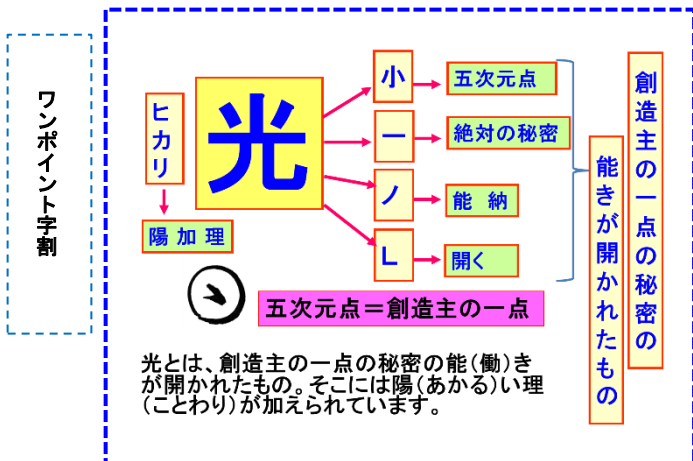 ワンポイント字割
ヒカリ
陽加理
光
小
一
ノ
L
五次元点
絶対の秘密
能納
開く
創造主の一点の秘密の
能きが開かれたもの
五次元点＝創造主の一点
光とは、創造主の一点の秘密の能（働）き
が開かれたもの。そこには陽（あかる）い理
（ことわり）が加えられています。